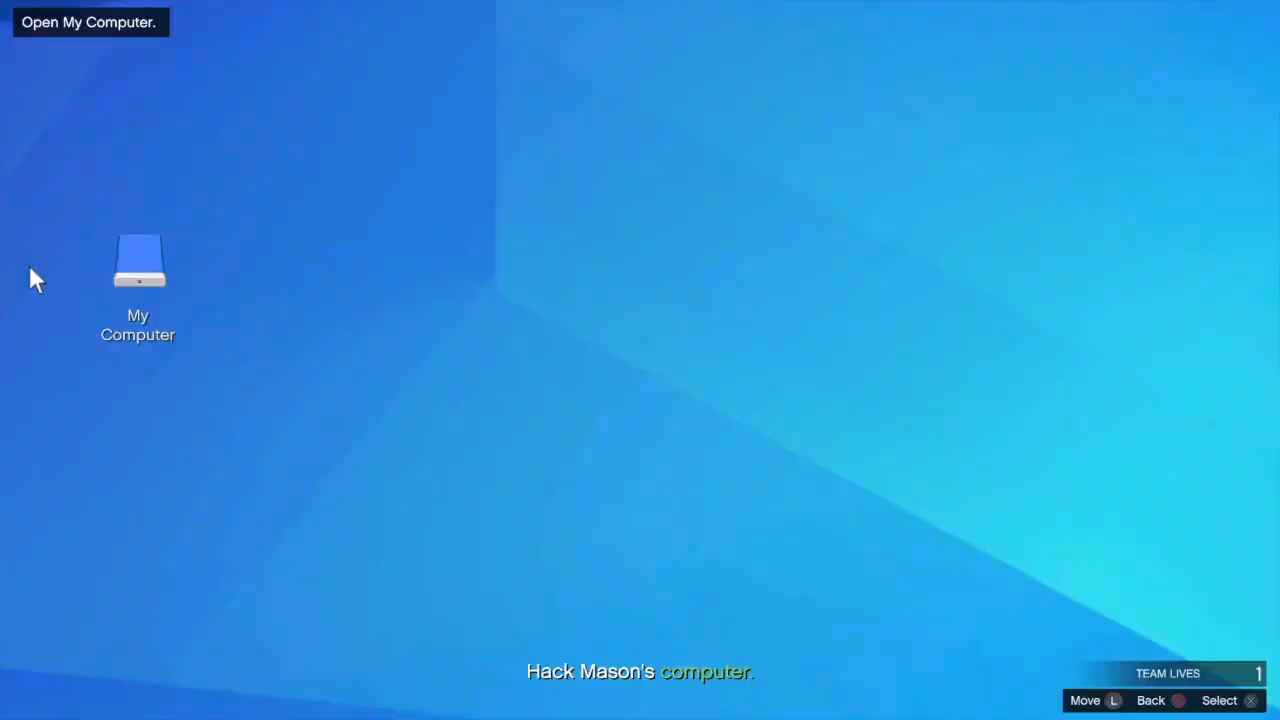 Open My Computer.
My
Computer
Hack Mason's computer.
TEAM LIVES 1
Move L Back Select